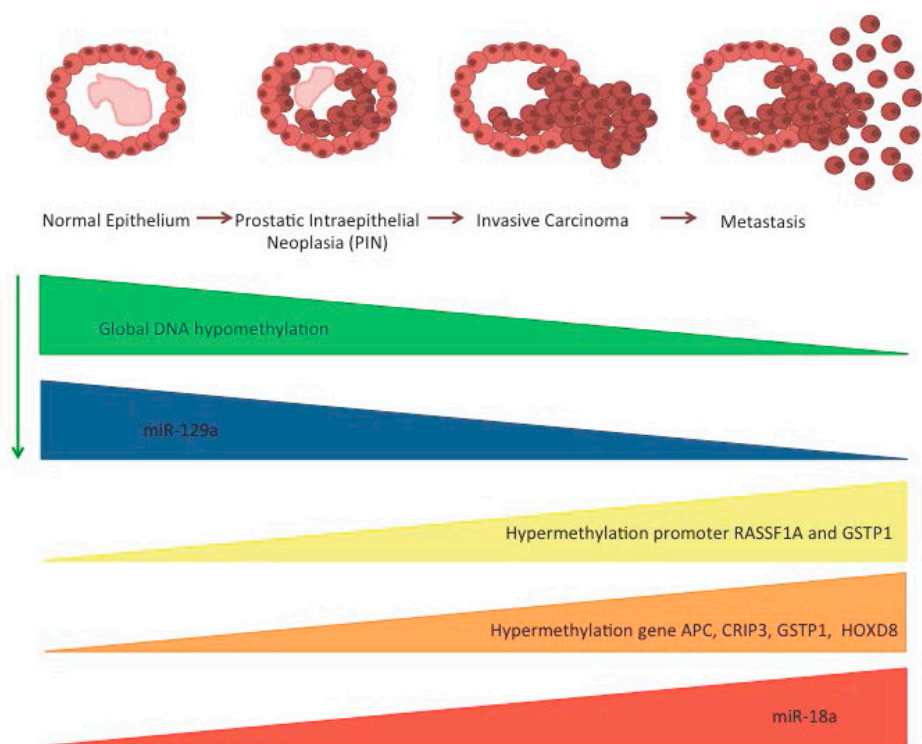 Normal Epithelium
Prostatic Intraepithelial
Neoplasia (PIN)
Invasive Carcinoma
Metastasis
Global DNA hypomethylation
miR-129a
Hypermethylation promoter RASSF1A and GSTP1
Hypermethylation gene APC, CRIP3, GSTP1, HOXD8
miR-18a